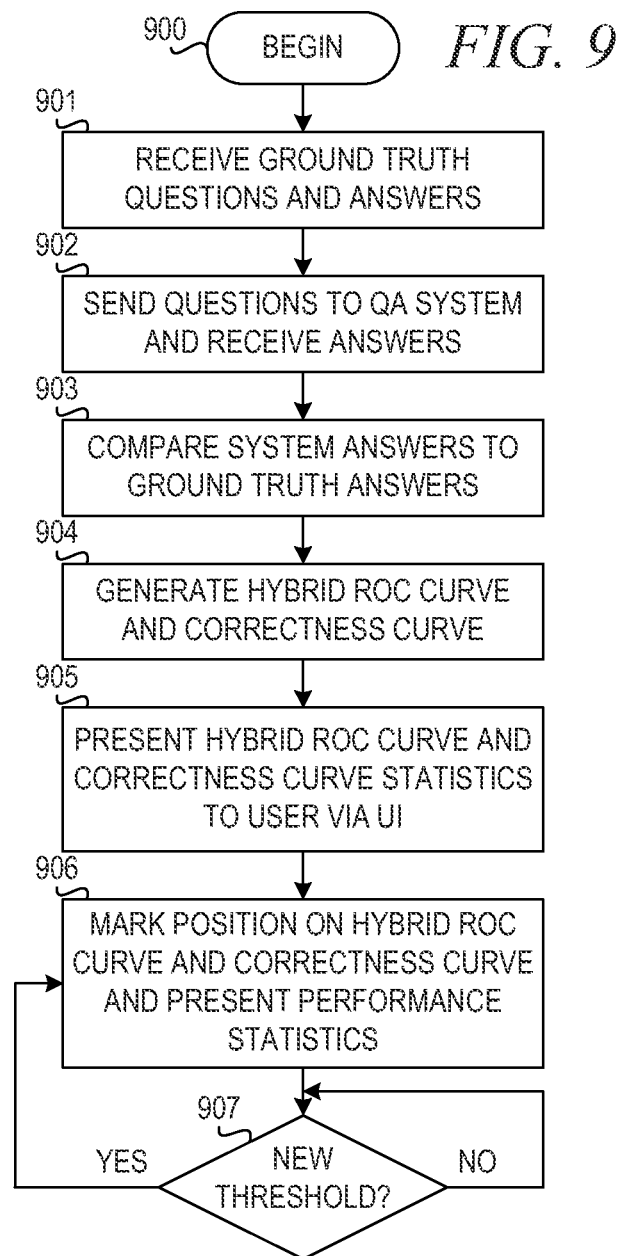 FIG. 9
900
BEGIN
901
RECEIVE GROUND TRUTH
QUESTIONS AND ANSWERS
902
SEND QUESTIONS TO QA SYSTEM
AND RECEIVE ANSWERS
903
COMPARE SYSTEM ANSWERS TO
GROUND TRUTH ANSWERS
904
GENERATE HYBRID ROC CURVE
AND CORRECTNESS CURVE
905
PRESENT HYBRID ROC CURVE AND
CORRECTNESS CURVE STATISTICS
TO USER VIA UI
906
MARK POSITION ON HYBRID ROC
CURVE AND CORRECTNESS CURVE
AND PRESENT PERFORMANCE
STATISTICS
907
YES
NEW
THRESHOLD?
NO